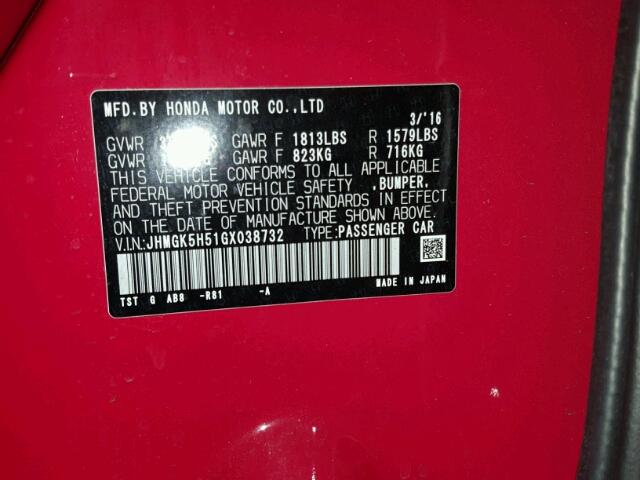 MFD.BY HONDA MOTOR CO.,LTD 3/'16
GVWR GAWR F 1813LBS R 1579LBS
GVWR GAWR F 823KG R 716KG
THIS VEHICLE CONFORMS TO ALL APPLICABLE
FEDERAL MOTOR VEHICLE SAFETY ,BUMPER,
AND THEFT PREVENTION STANDARDS IN EFFECT
ON THE DATE OF MANUFACTURE SHOWN ABOVE.
V.IN:JHMGK5H51GX038732 TYPE:PASSENGER CAR
TST G AB8 -R81 -A MADE IN JAPAN